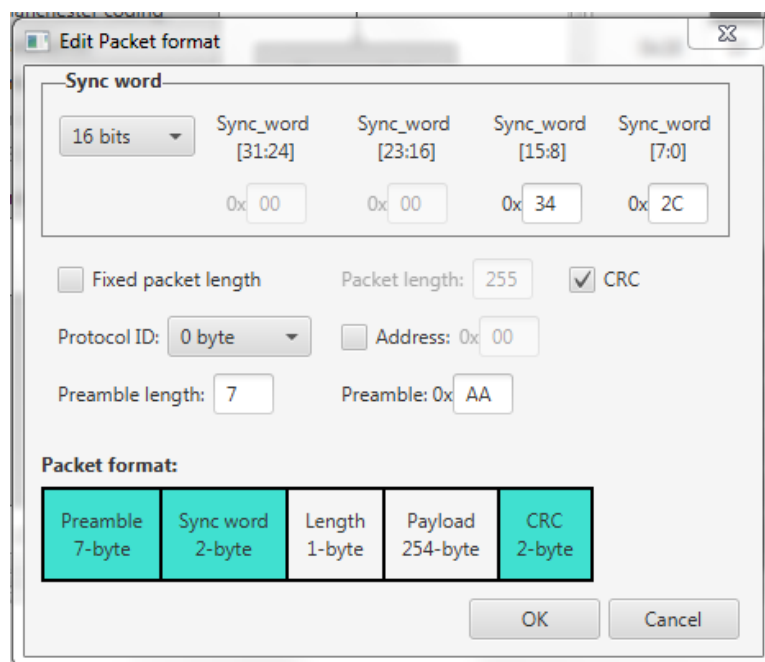 Edit Packet format
Sync word
16 bits
Sync_word [31:24]
Sync_word [23:16]
Sync_word [15:8]
Sync_word [7:0]
0x 00
0x 00
0x 34
0x 2C
Fixed packet length Packet length: 255 CRC
Protocol ID: 0 byte Address: 0x 00
Preamble length: 7 Preamble: 0x AA
Packet format:
Preamble 7-byte
Sync word 2-byte
Length 1-byte
Payload 254-byte
CRC 2-byte
OK Cancel